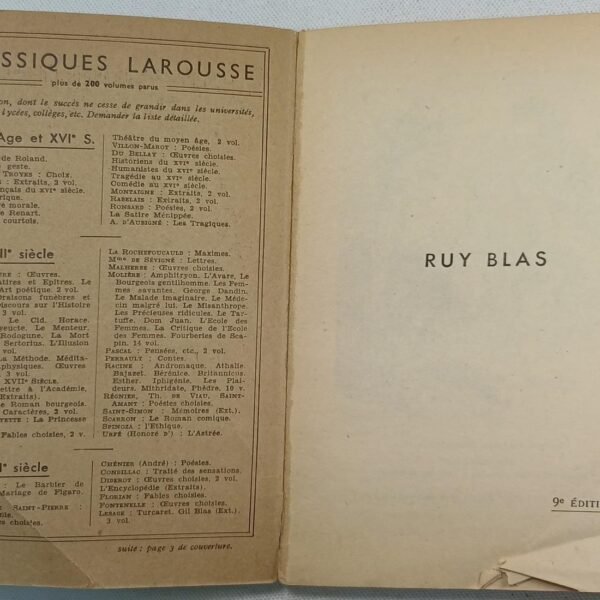 SSIQUES LAROUSSE
plus de 200 volumes parus
on, dont le succès ne cesse de grandir dans les universités,
lycées, collèges, etc. Demander la liste détaillée.
Age et XVIe S.
de Roland.
geste.
TROYES : Choix.
: Extraits, 2 vol.
nçais du XVIe siècle.
rique.
e morale.
e Renart.
courtois.
Théâtre du moyen âge, 2 vol.
VILLON-MAROT : Poésies.
DU BELLAY : Œuvres choisies.
Historiens du XVIe siècle.
Humanistes du XVIe siècle.
Tragédie au XVIe siècle.
Comédie au XVIe siècle.
MONTAIGNE : Extraits, 2 vol.
RABELAIS : Extraits, 2 vol.
RONSARD : Poésies, 2 vol.
La Satire Ménippée.
A. D'AUBIGNÉ : Les Tragiques.
IIe siècle
URE : Œuvres.
atires et Epîtres. Le
Art poétique. 2 vol.
Oraisons funèbres et
Discours sur l'Histoire
3 vol.
: Le Cid. Horace.
yeucte. Le Menteur.
Rodogune. La Mort
Sertorius. L'Illusion
vol.
La Méthode. Médita-
aphysiques. Œuvres
3 vol.
XVIIe SIÈCLE.
ettre à l'Académie.
(Extraits).
Le Roman bourgeois.
Caractères, 2 vol.
YETTE : La Princesse
Fables choisies, 2 v.
LA ROCHEFOUCAULD : Maximes.
Mme DE SÉVIGNÉ : Lettres.
MALHERBE : Œuvres choisies.
MOLIÈRE : Amphitryon. L'Avare. Le
Bourgeois gentilhomme. Les Fem-
mes savantes. George Dandin.
Le Malade imaginaire. Le Méde-
cin malgré lui. Le Misanthrope.
Les Précieuses ridicules. Le Tar-
tuffe. Dom Juan. L'Ecole des
Femmes. La Critique de l'Ecole
des Femmes. Fourberies de Sca-
pin. 14 vol.
PASCAL : Pensées, etc., 2 vol.
PERRAULT : Contes.
RACINE : Andromaque. Athalie.
Bajazet. Bérénice. Britannicus.
Esther. Iphigénie. Les Plai-
deurs. Mithridate, Phèdre, 10 v.
RÉGNIER, TH. DE VIAU, SAINT-
AMANT : Poésies choisies.
SAINT-SIMON : Mémoires (Ext.).
SCARRON : Le Roman comique.
SPINOZA : l'Ethique.
URFÉ (Honoré D') : L'Astrée.
Ie siècle
: Le Barbier de
Mariage de Figaro.
SAINT-PIERRE :
CHÉNIER (André) : Poésies.
CONDILLAC : Traité des sensations.
DIDEROT : Œuvres choisies, 2 vol.
L'Encyclopédie (Extraits).
FLORIAN : Fables choisies.
FONTENELLE : Œuvres choisies.
LESAGE : Turcaret. Gil Blas (Ext.)
3 vol.
suite : page 3 de couverture.
RUY BLAS
9e ÉDITI